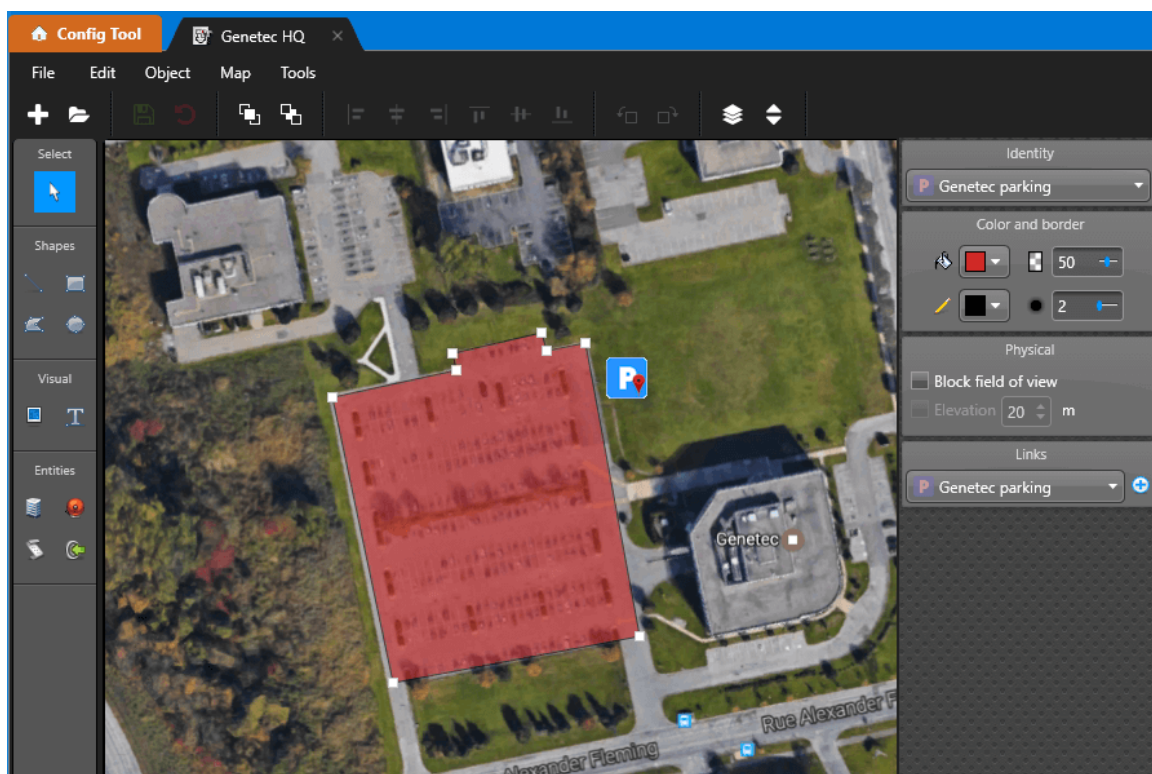 Config Tool
Genetec HQ
File Edit Object Map Tools
Select
Shapes
Visual
T
Entities
P
Genetec
Rue Alexander F
Alexander Fleming
Identity
P Genetec parking
Color and border
50
2
Physical
Block field of view
Elevation 20 m
Links
P Genetec parking